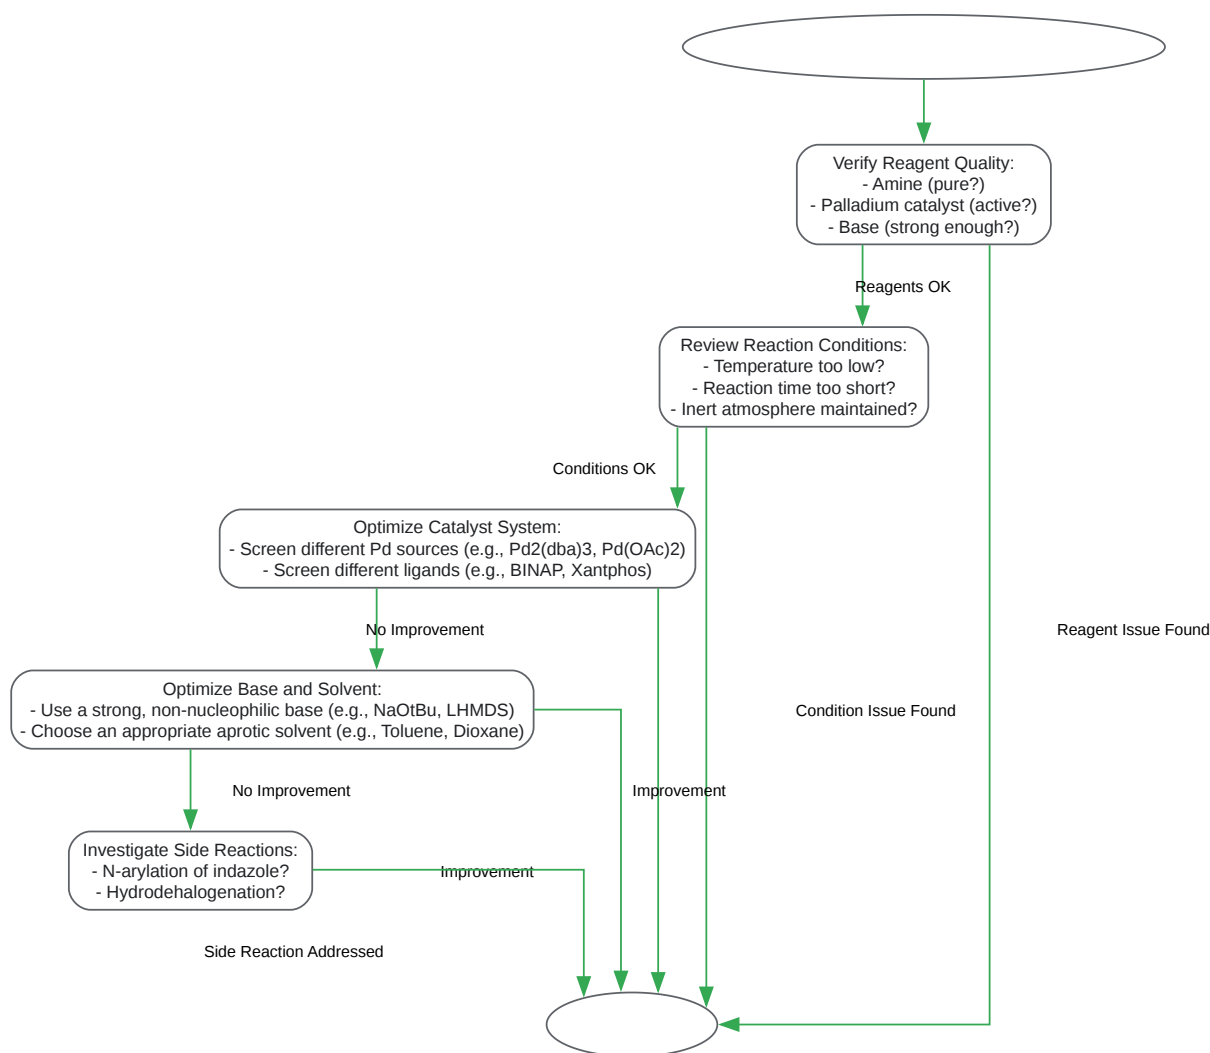 Verify Reagent Quality:
- Amine (pure?)
- Palladium catalyst (active?)
- Base (strong enough?)
Reagents OK
Review Reaction Conditions:
- Temperature too low?
- Reaction time too short?
- Inert atmosphere maintained?
Conditions OK
Optimize Catalyst System:
- Screen different Pd sources (e.g., Pd2(dba)3, Pd(OAc)2)
- Screen different ligands (e.g., BINAP, Xantphos)
No Improvement
Reagent Issue Found
Optimize Base and Solvent:
- Use a strong, non-nucleophilic base (e.g., NaOtBu, LHMDS)
- Choose an appropriate aprotic solvent (e.g., Toluene, Dioxane)
Condition Issue Found
No Improvement
Improvement
Investigate Side Reactions:
- N-arylation of indazole?
- Hydrodehalogenation?
Improvement
Side Reaction Addressed